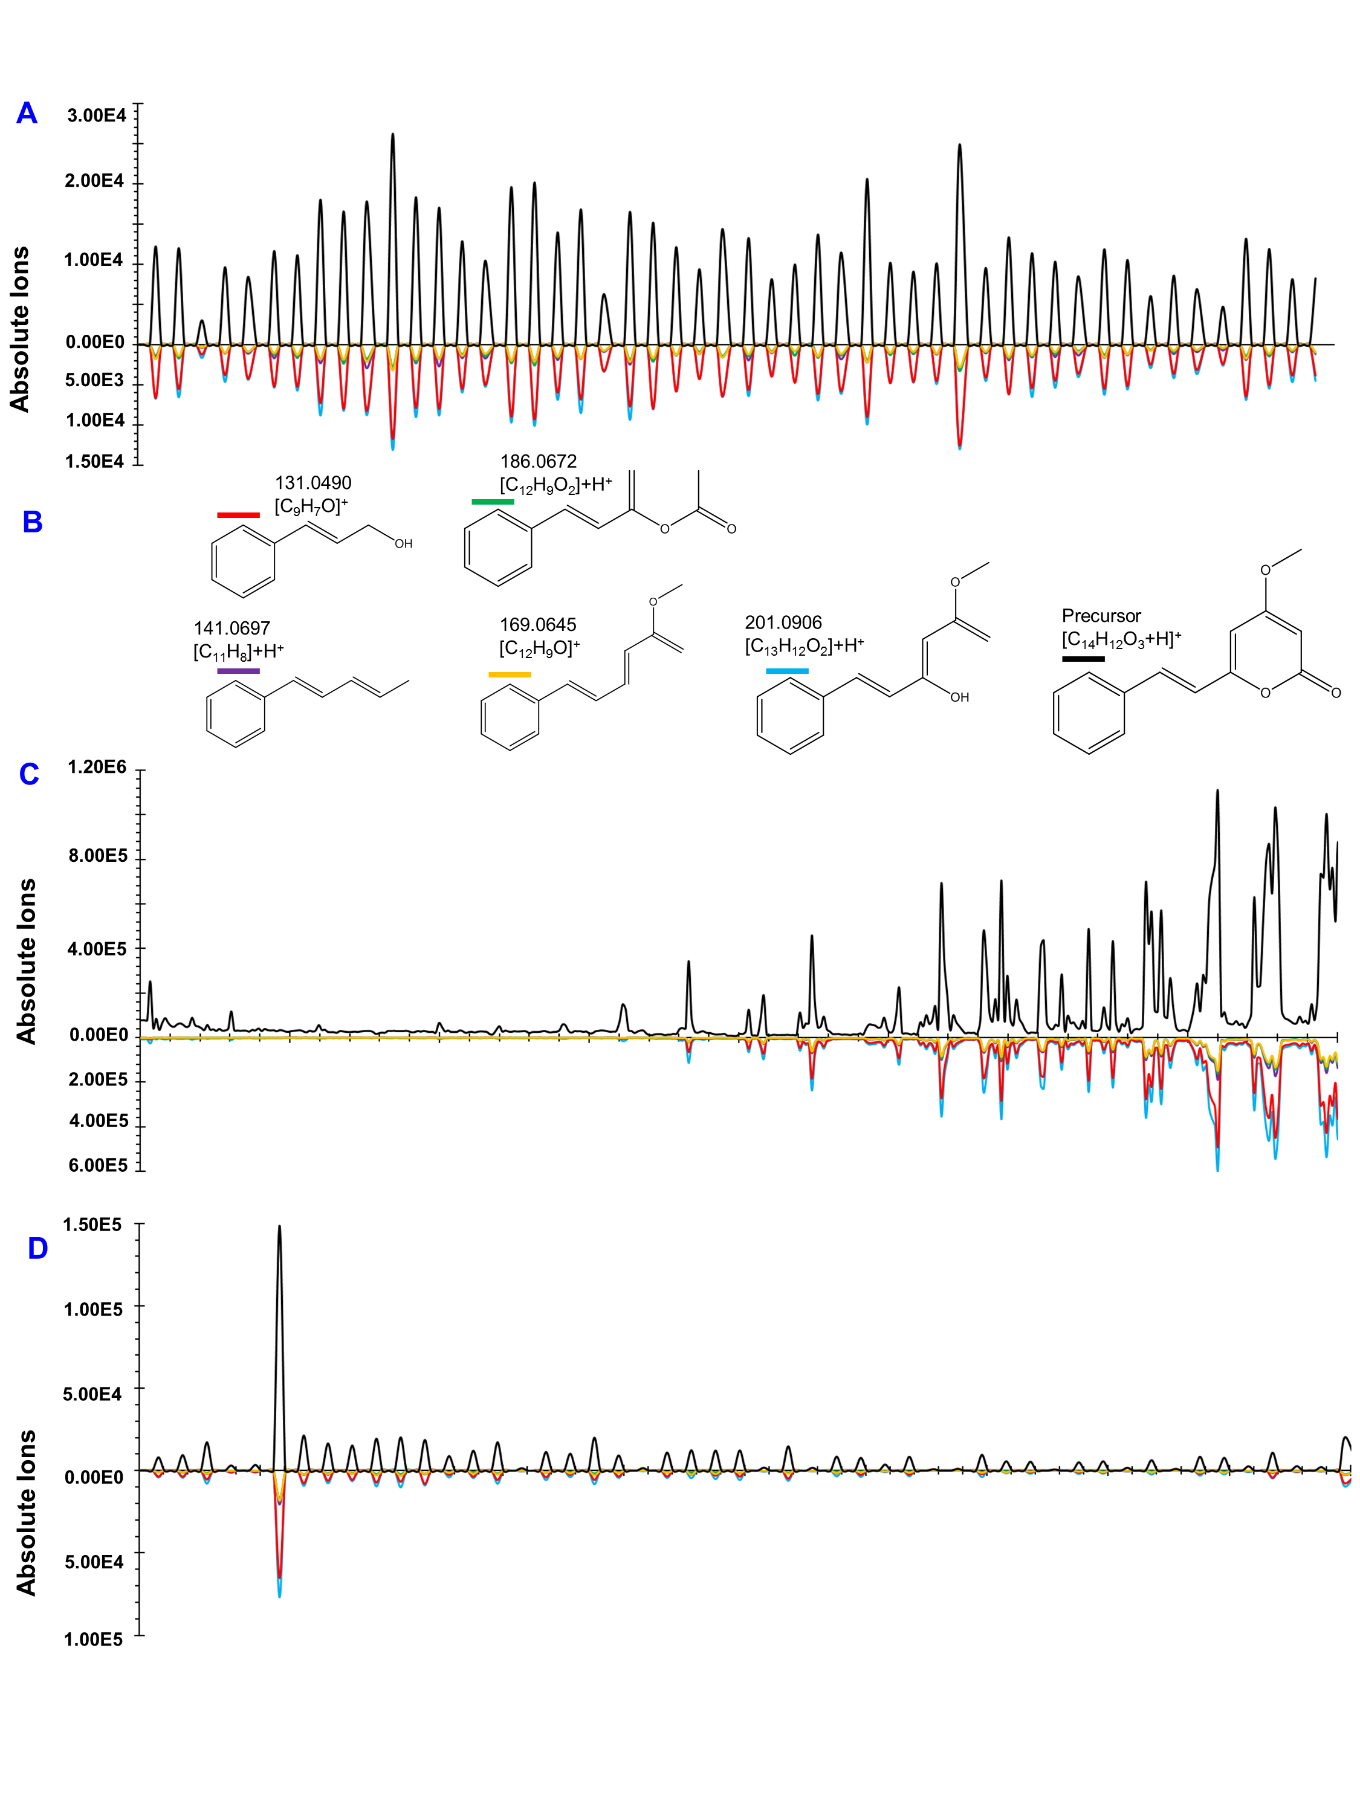 A
3.00E4
2.00E4
1.00E4
0.00E0
5.00E3
1.00E4
1.50E4
Absolute Ions
B
131.0490
[C₉H₇O]⁺
OH
186.0672
[C₁₂H₉O₂]+H⁺
O
O
141.0697
[C₁₁H₈]+H⁺
169.0645
[C₁₂H₉O]⁺
O
201.0906
[C₁₃H₁₂O₂]+H⁺
O
OH
Precursor
[C₁₄H₁₂O₃+H]⁺
O
O
O
C
1.20E6
8.00E5
4.00E5
0.00E0
2.00E5
4.00E5
6.00E5
Absolute Ions
D
1.50E5
1.00E5
5.00E4
0.00E0
5.00E4
1.00E5
Absolute Ions